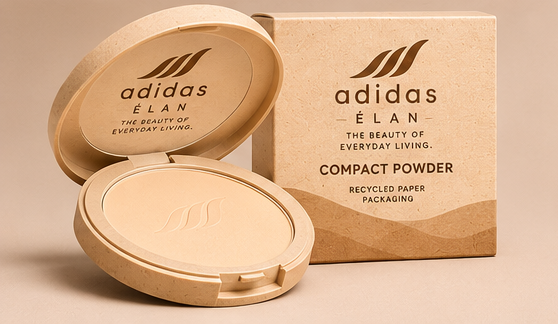 adidas
ÉLAN
THE BEAUTY OF
EVERYDAY LIVING.
adidas
ÉLAN
THE BEAUTY OF
EVERYDAY LIVING.
COMPACT POWDER
RECYCLED PAPER
PACKAGING